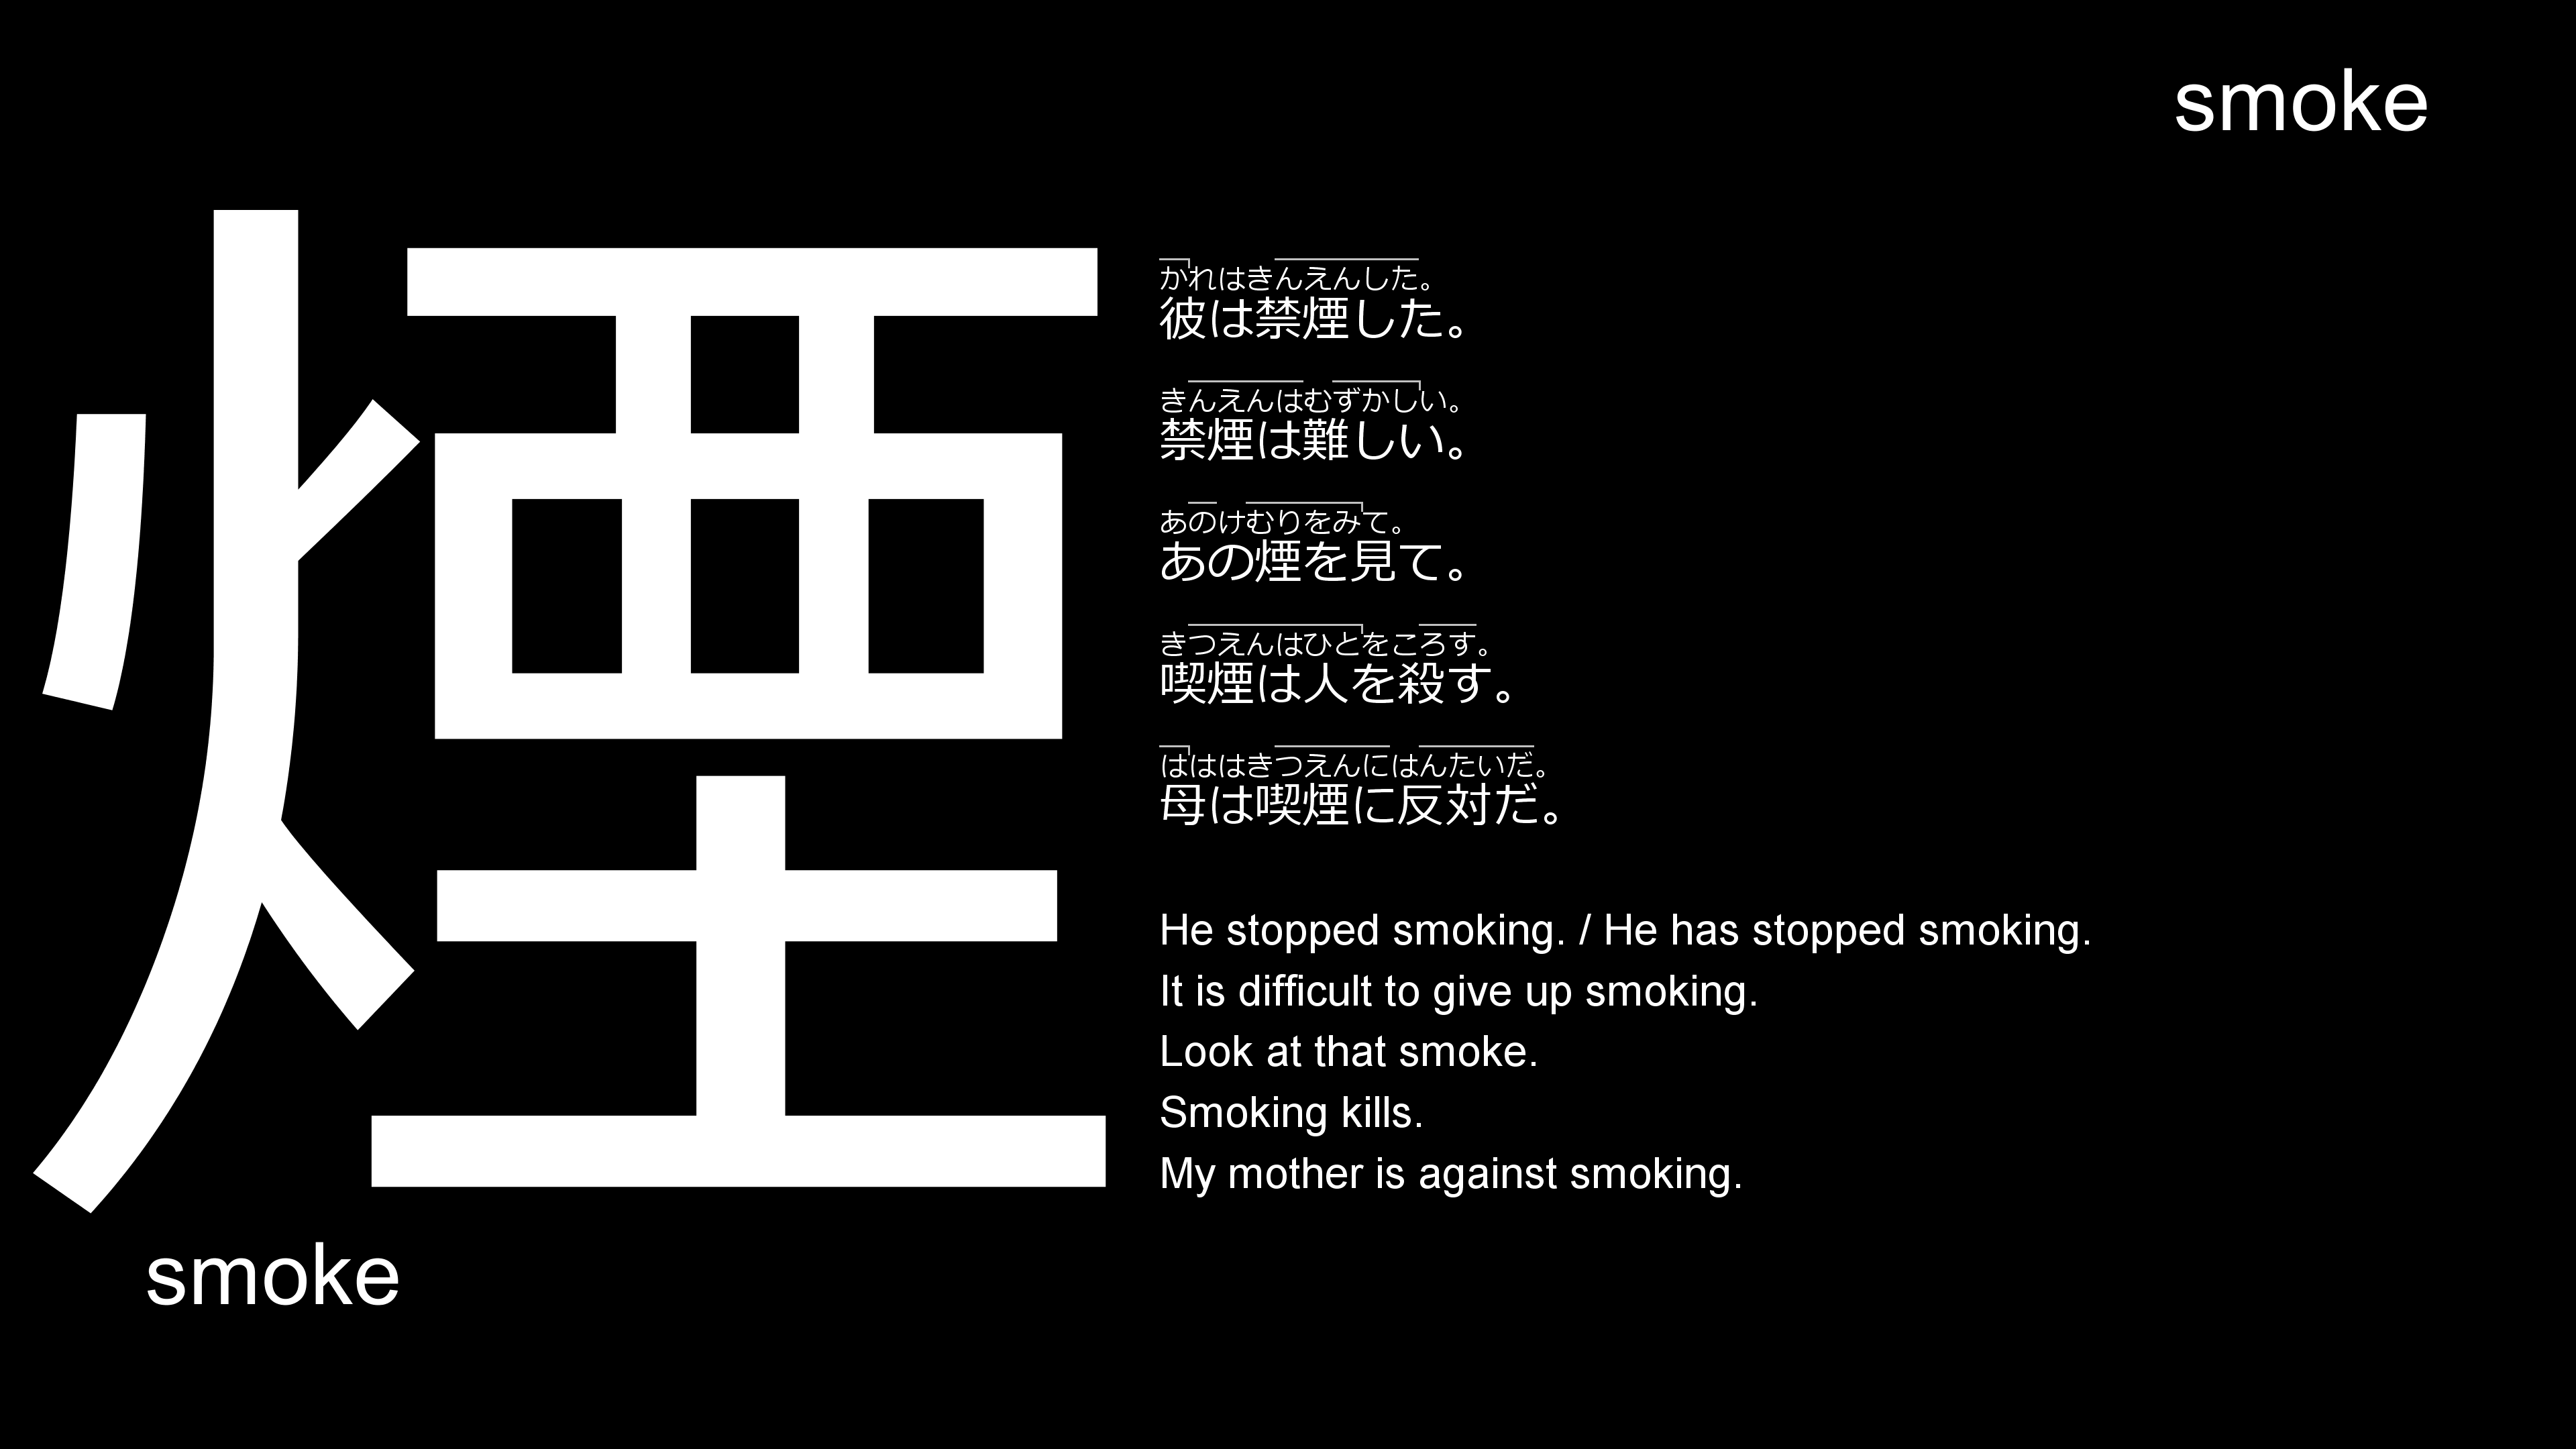 smoke
煙
かれはきんえんした。
彼は禁煙した。
きんえんはむずかしい。
禁煙は難しい。
あのけむりをみて。
あの煙を見て。
きつえんはひとをころす。
喫煙は人を殺す。
はははきつえんにはんたいだ。
母は喫煙に反対だ。
He stopped smoking. / He has stopped smoking.
It is difficult to give up smoking.
Look at that smoke.
Smoking kills.
My mother is against smoking.
smoke